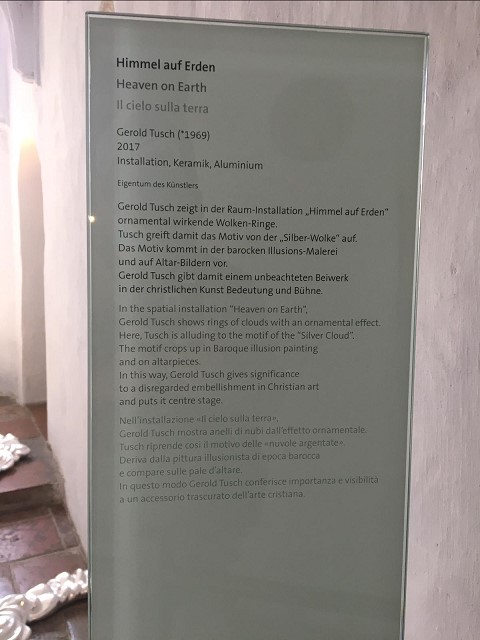 Himmel auf Erden
Heaven on Earth
Il cielo sulla terra
Gerold Tusch (*1969)
2017
Installation, Keramik, Aluminium
Eigentum des Künstlers
Gerold Tusch zeigt in der Raum-Installation „Himmel auf Erden“
ornamental wirkende Wolken-Ringe.
Tusch greift damit das Motiv von der „Silber-Wolke“ auf.
Das Motiv kommt in der barocken Illusions-Malerei
und auf Altar-Bildern vor.
Gerold Tusch gibt damit einem unbeachteten Beiwerk
in der christlichen Kunst Bedeutung und Bühne.
In the spatial installation “Heaven on Earth”,
Gerold Tusch shows rings of clouds with an ornamental effect.
Here, Tusch is alluding to the motif of the “Silver Cloud”.
The motif crops up in Baroque illusion painting
and on altarpieces.
In this way, Gerold Tusch gives significance
to a disregarded embellishment in Christian art
and puts it centre stage.
Nell’installazione «Il cielo sulla terra»,
Gerold Tusch mostra anelli di nubi dall’effetto ornamentale.
Tusch riprende così il motivo delle «nuvole argentate».
Deriva dalla pittura illusionista di epoca barocca
e compare sulle pale d’altare.
In questo modo Gerold Tusch conferisce importanza e visibilità
a un accessorio trascurato dell’arte cristiana.